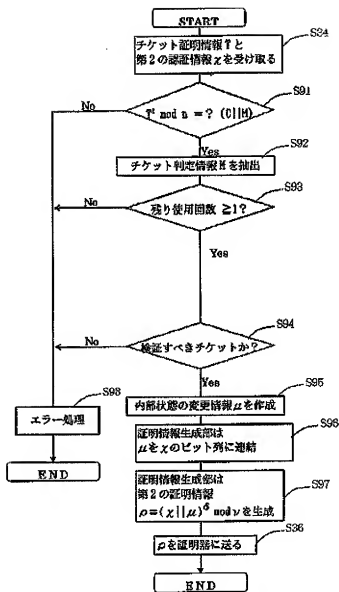 START
S34
チケット証明情報Tと
第2の認証情報χを受け取る
S91
No
mod n =? (C||M)
Yes
S92
チケット判定情報Mを抽出
S93
No
残り使用回数 ≧1?
Yes
S94
No
検証すべきチケットか?
Yes
S95
内部状態の変更情報μを作成
S98
エラー処理
END
証明情報生成部は
μをχのビット列に連結
S96
証明情報生成部は
第2の証明情報
ρ=(χ||μ)^δ mod νを生成
S97
S36
ρを証明器に送る
END